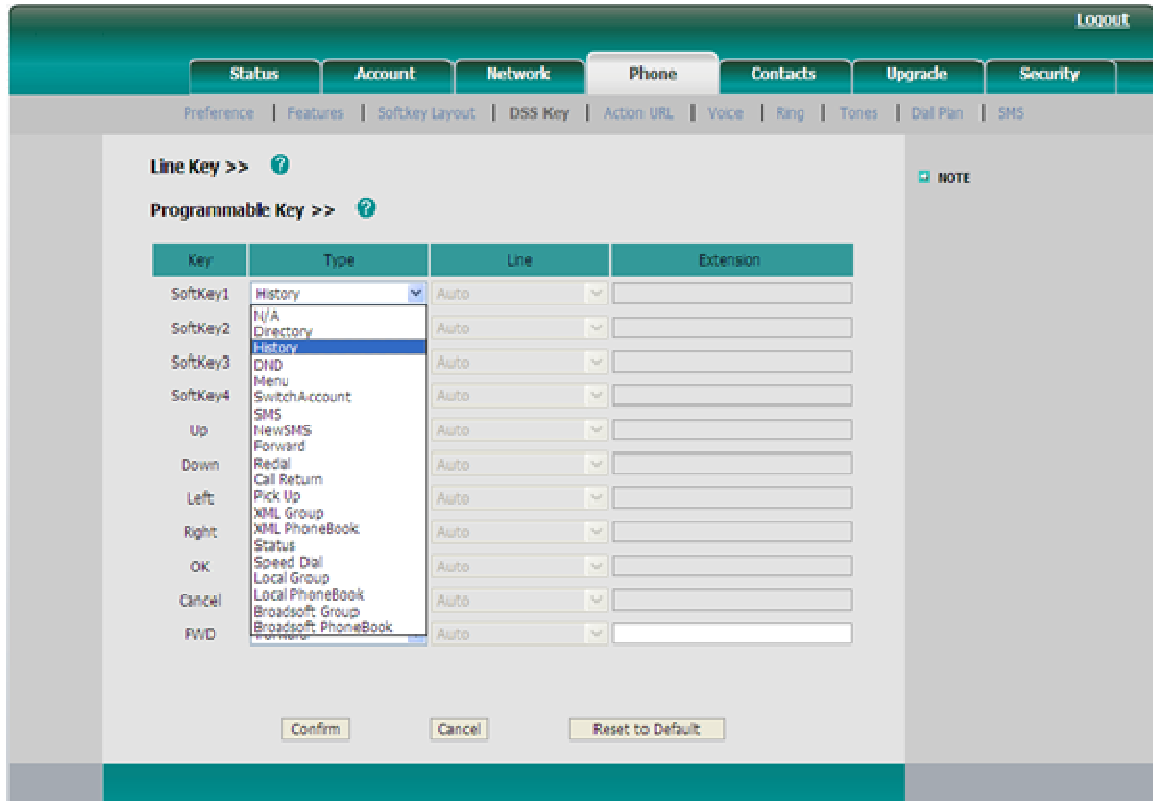 Logout
Status Account Network Phone Contacts Upgrade Security
Preference | Features | Softkey Layout | DSS Key | Action URL | Voice | Ring | Tones | Dial Plan | SMS
Line Key >> ?
NOTE
Programmable Key >> ?
Key Type Line Extension
SoftKey1 History Auto
N/A
SoftKey2 Directory Auto
History
SoftKey3 DND Auto
Menu
SoftKey4 SwitchAccount Auto
SMS
Up NewSMS Auto
Forward
Down Redial Auto
Call Return
Left Pick Up Auto
XML Group
Right XML PhoneBook Auto
Status
OK Speed Dial Auto
Local Group
Cancel Local PhoneBook Auto
Broadsoft Group
Broadsoft PhoneBook
FWD Forward Auto
Confirm Cancel Reset to Default